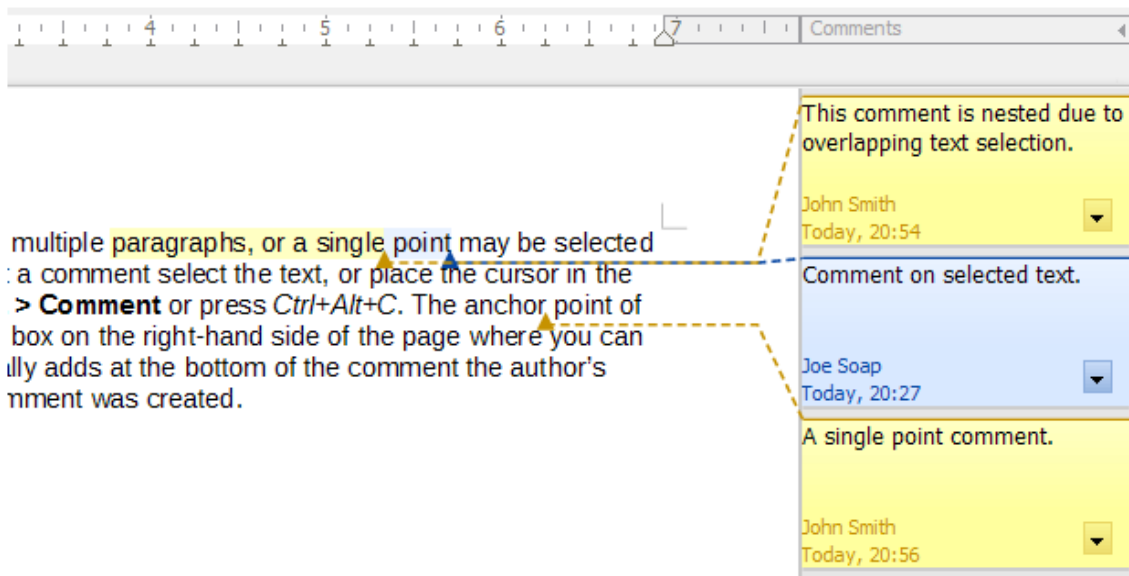 4 5 6 7 Comments
This comment is nested due to
overlapping text selection.
John Smith
Today, 20:54
multiple paragraphs, or a single point may be selected
a comment select the text, or place the cursor in the
> Comment or press Ctrl+Alt+C. The anchor point of
box on the right-hand side of the page where you can
ally adds at the bottom of the comment the author's
mment was created.
Comment on selected text.
Joe Soap
Today, 20:27
A single point comment.
John Smith
Today, 20:56